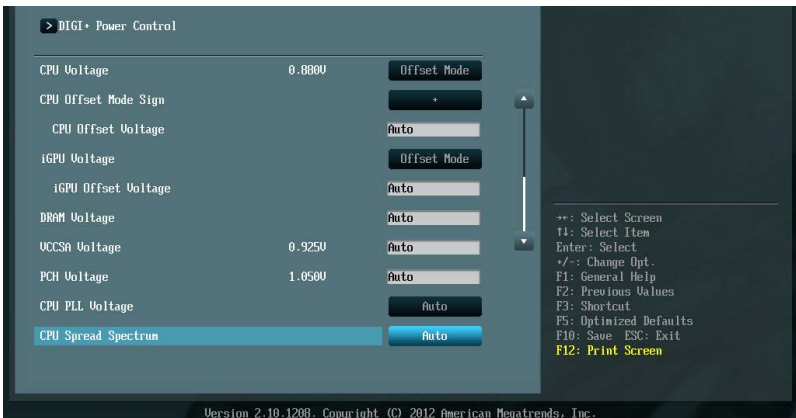 > DIGI+ Power Control
CPU Voltage 0.880V Offset Mode
CPU Offset Mode Sign +
CPU Offset Voltage Auto
iGPU Voltage Offset Mode
iGPU Offset Voltage Auto
DRAM Voltage Auto
VCCSA Voltage 0.925V Auto
PCH Voltage 1.050V Auto
CPU PLL Voltage Auto
CPU Spread Spectrum Auto
→←: Select Screen
↑↓: Select Item
Enter: Select
+/-: Change Opt.
F1: General Help
F2: Previous Values
F3: Shortcut
F5: Optimized Defaults
F10: Save ESC: Exit
F12: Print Screen
Version 2.10.1208. Copyright (C) 2012 American Megatrends, Inc.